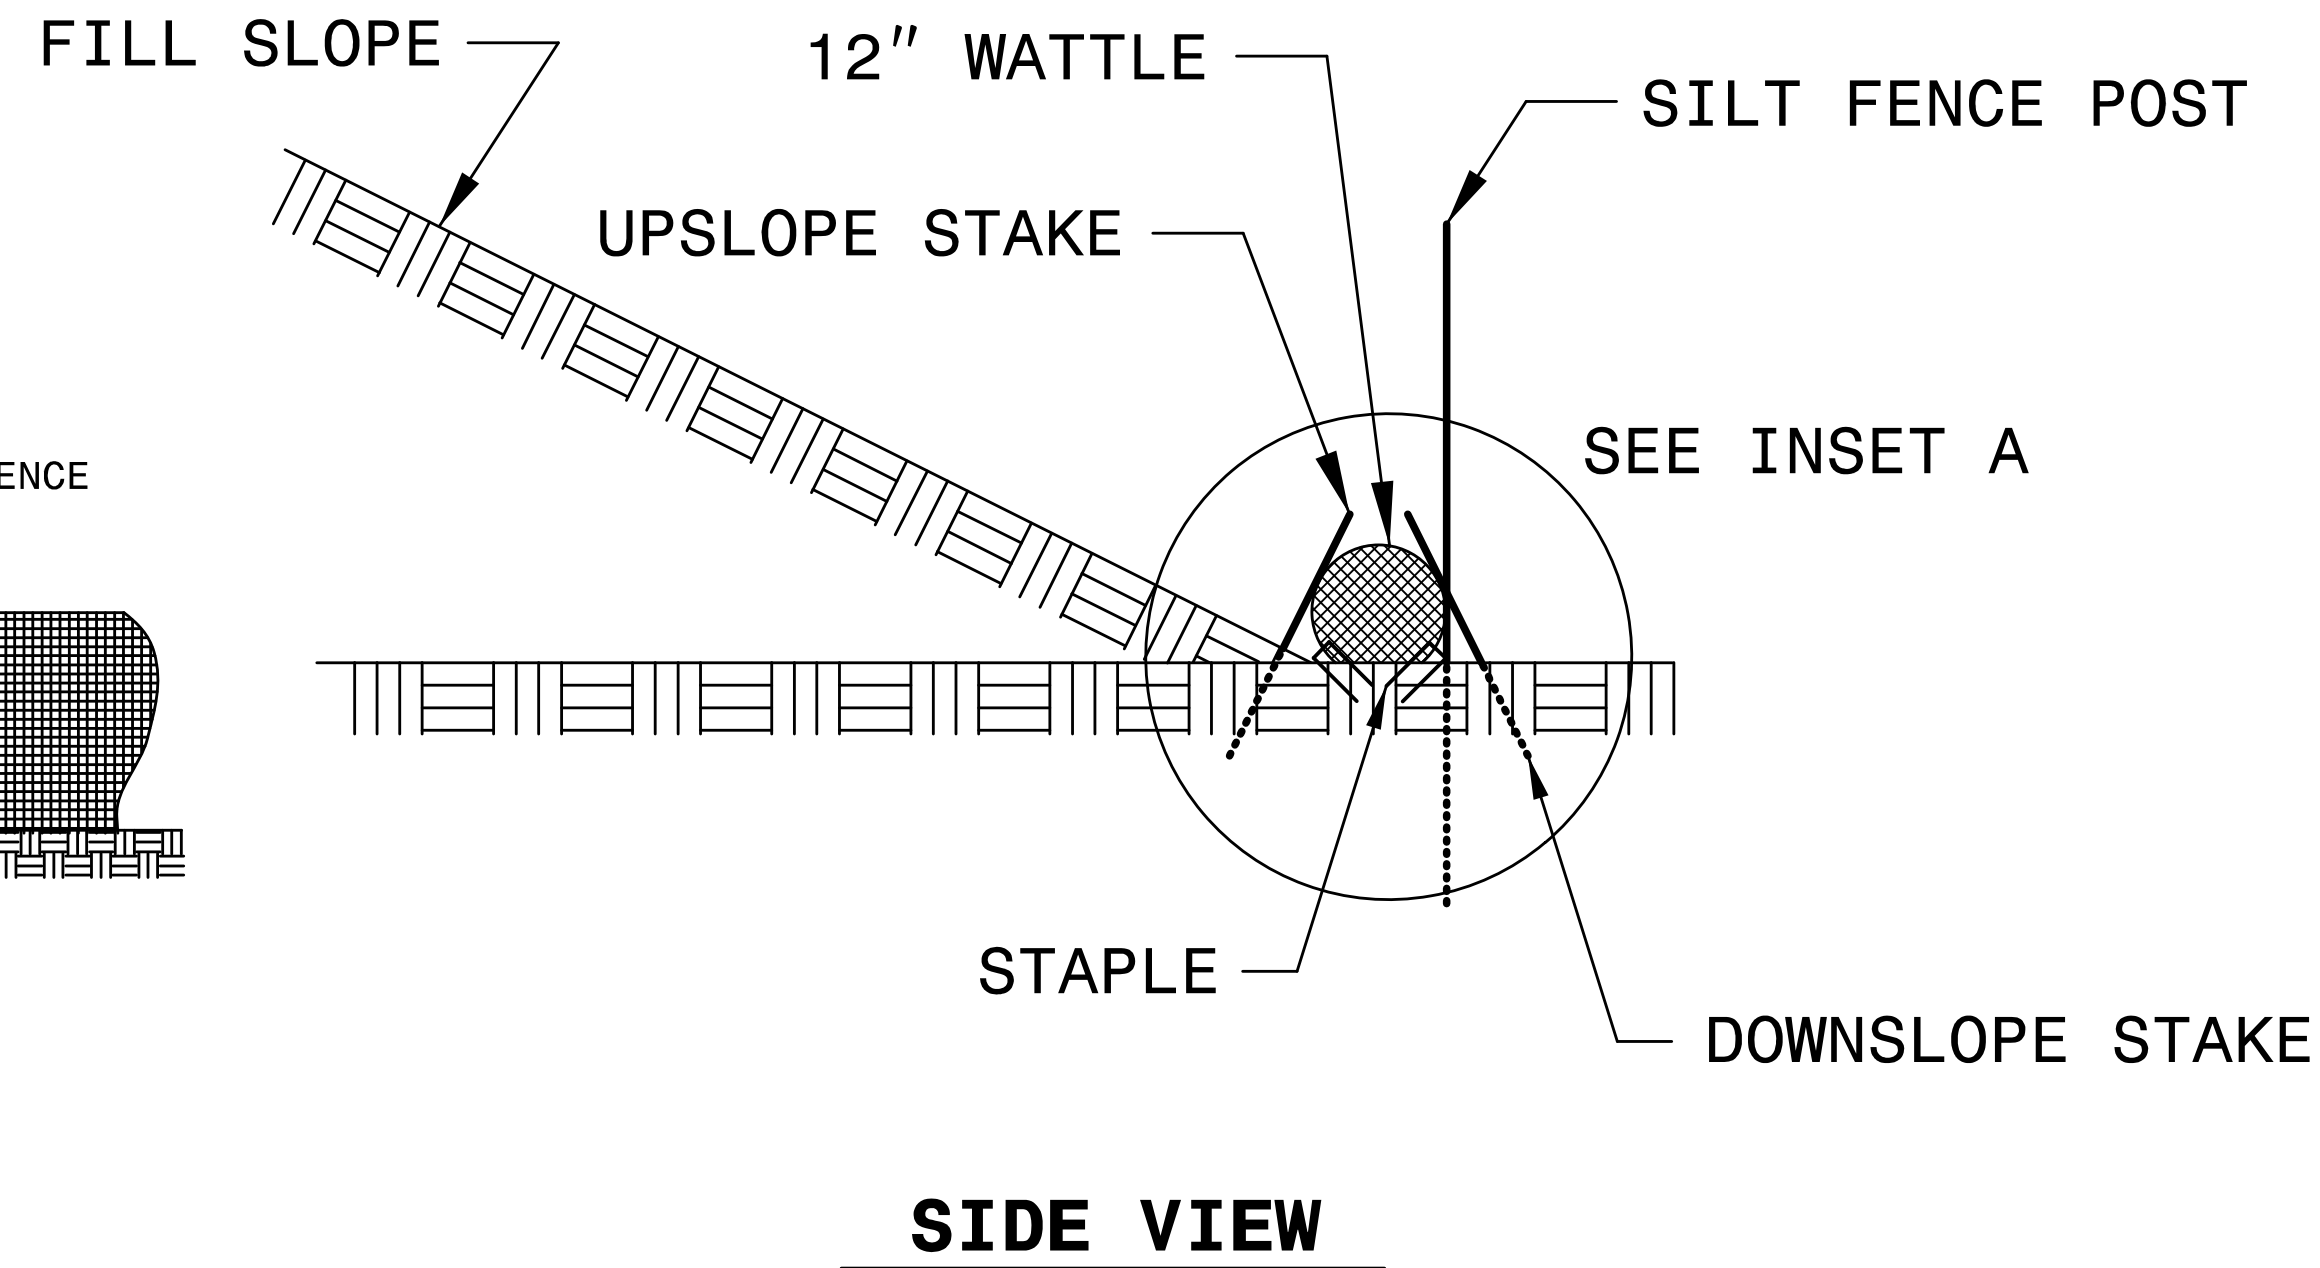 FILL SLOPE
12" WATTLE
SILT FENCE POST
UPSLOPE STAKE
SEE INSET A
ENCE
STAPLE
DOWNSLOPE STAKE
SIDE VIEW